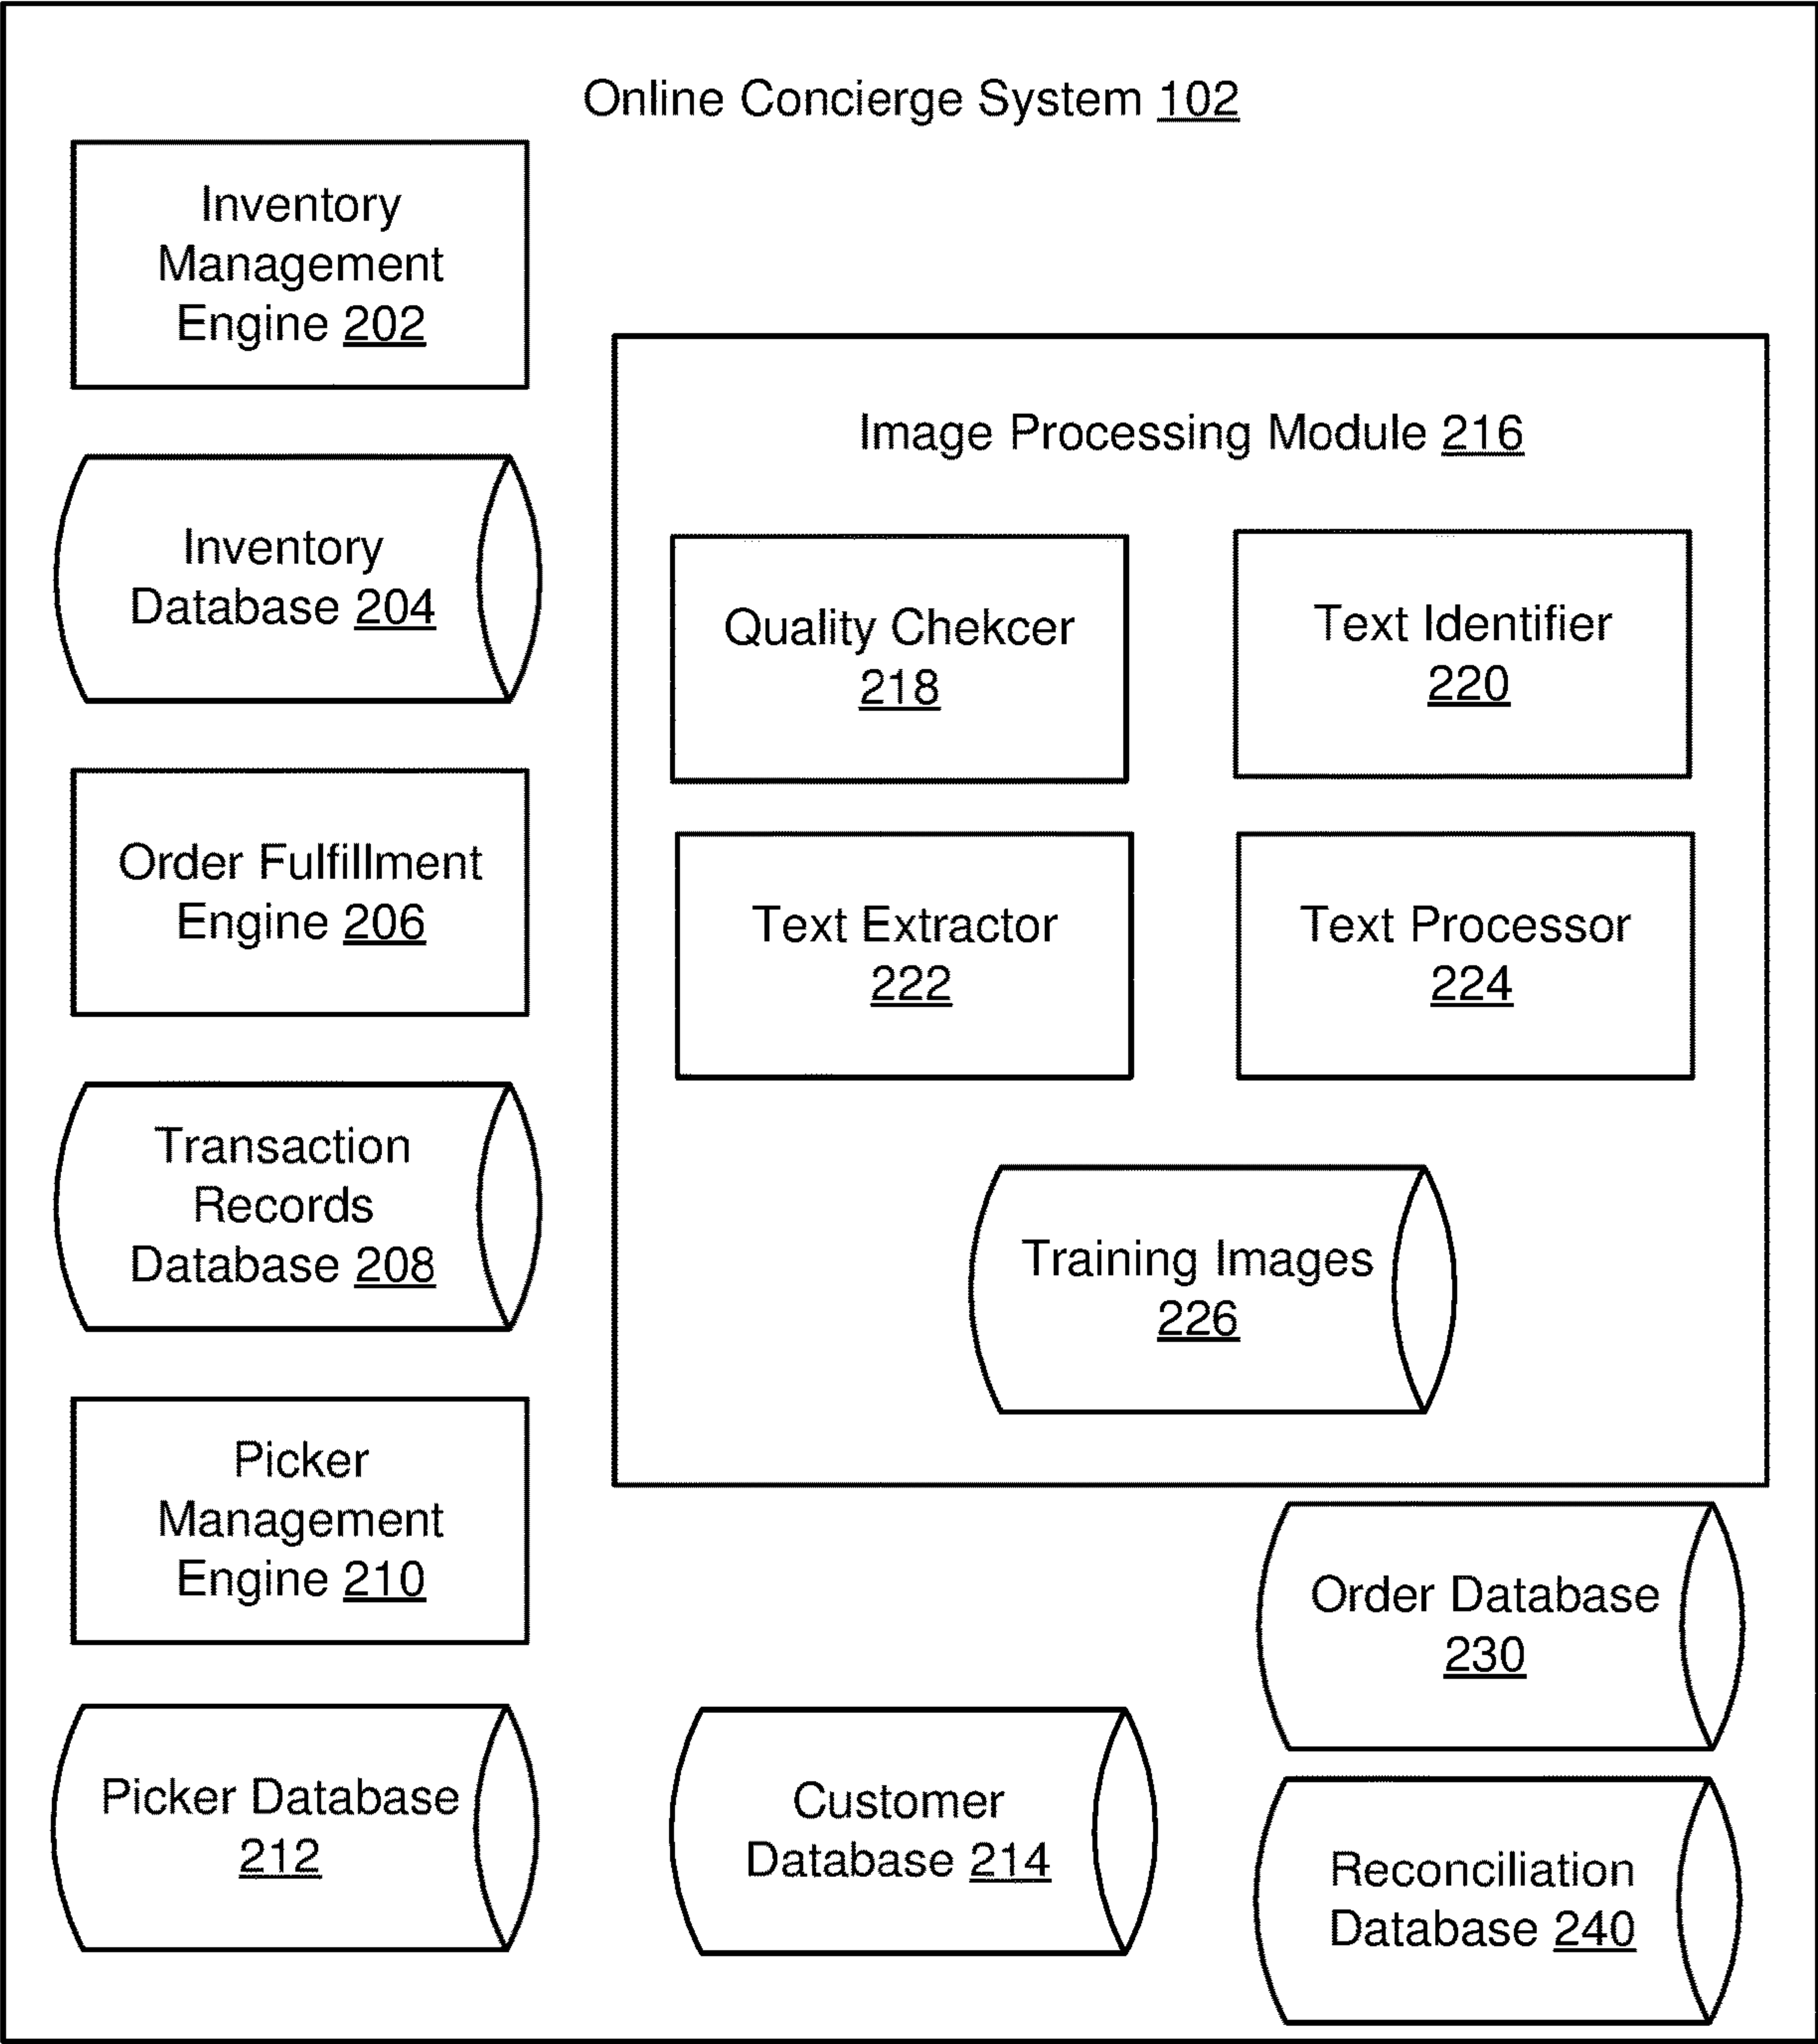 Online Concierge System 102
Inventory
Management
Engine 202
Inventory
Database 204
Order Fulfillment
Engine 206
Transaction
Records
Database 208
Picker
Management
Engine 210
Picker Database
212
Image Processing Module 216
Quality Chekcer
218
Text Identifier
220
Text Extractor
222
Text Processor
224
Training Images
226
Customer
Database 214
Order Database
230
Reconciliation
Database 240